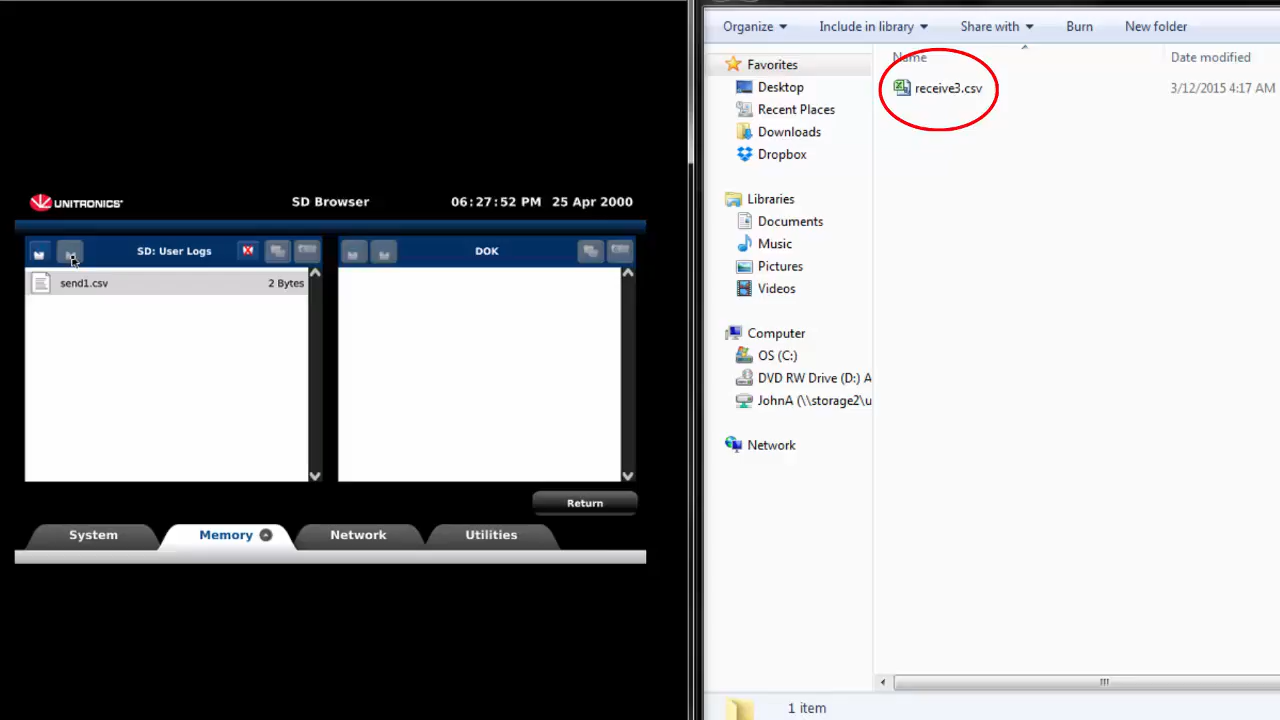 UNITRONICS
SD Browser
06:27:52 PM 25 Apr 2000
SD: User Logs
DOK
send1.csv
2 Bytes
Return
System
Memory
Network
Utilities
Organize
Include in library
Share with
Burn
New folder
Name
Date modified
receive3.csv
3/12/2015 4:17 AM
Favorites
Desktop
Recent Places
Downloads
Dropbox
Libraries
Documents
Music
Pictures
Videos
Computer
OS (C:)
DVD RW Drive (D:) A
JohnA (\\storage2\u
Network
1 item